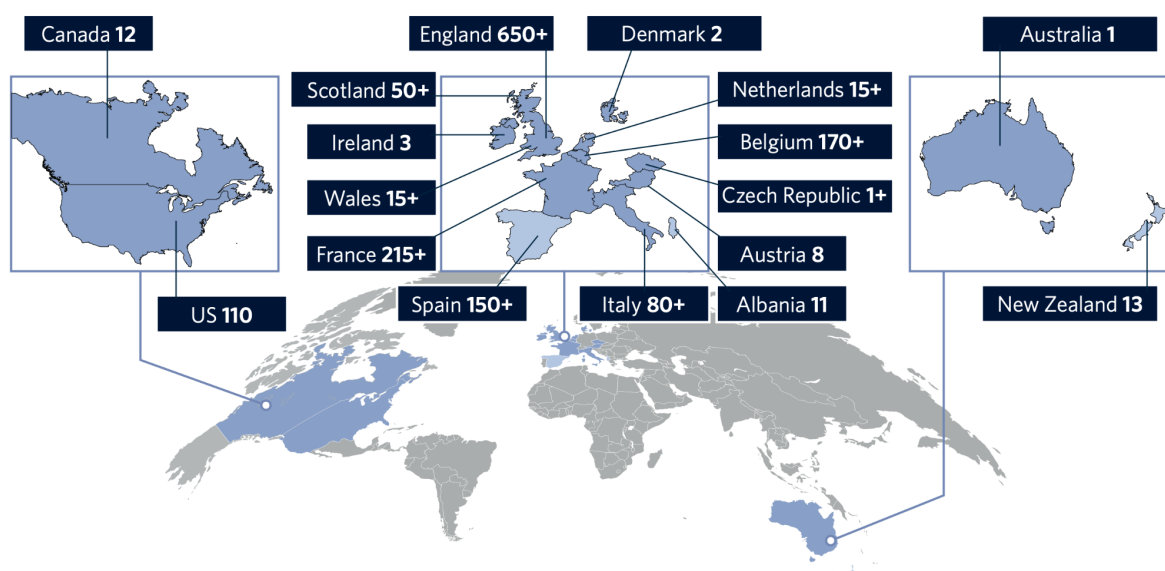 Canada 12
England 650+
Denmark 2
Australia 1
Scotland 50+
Netherlands 15+
Ireland 3
Belgium 170+
Wales 15+
Czech Republic 1+
France 215+
Austria 8
US 110
Spain 150+
Italy 80+
Albania 11
New Zealand 13